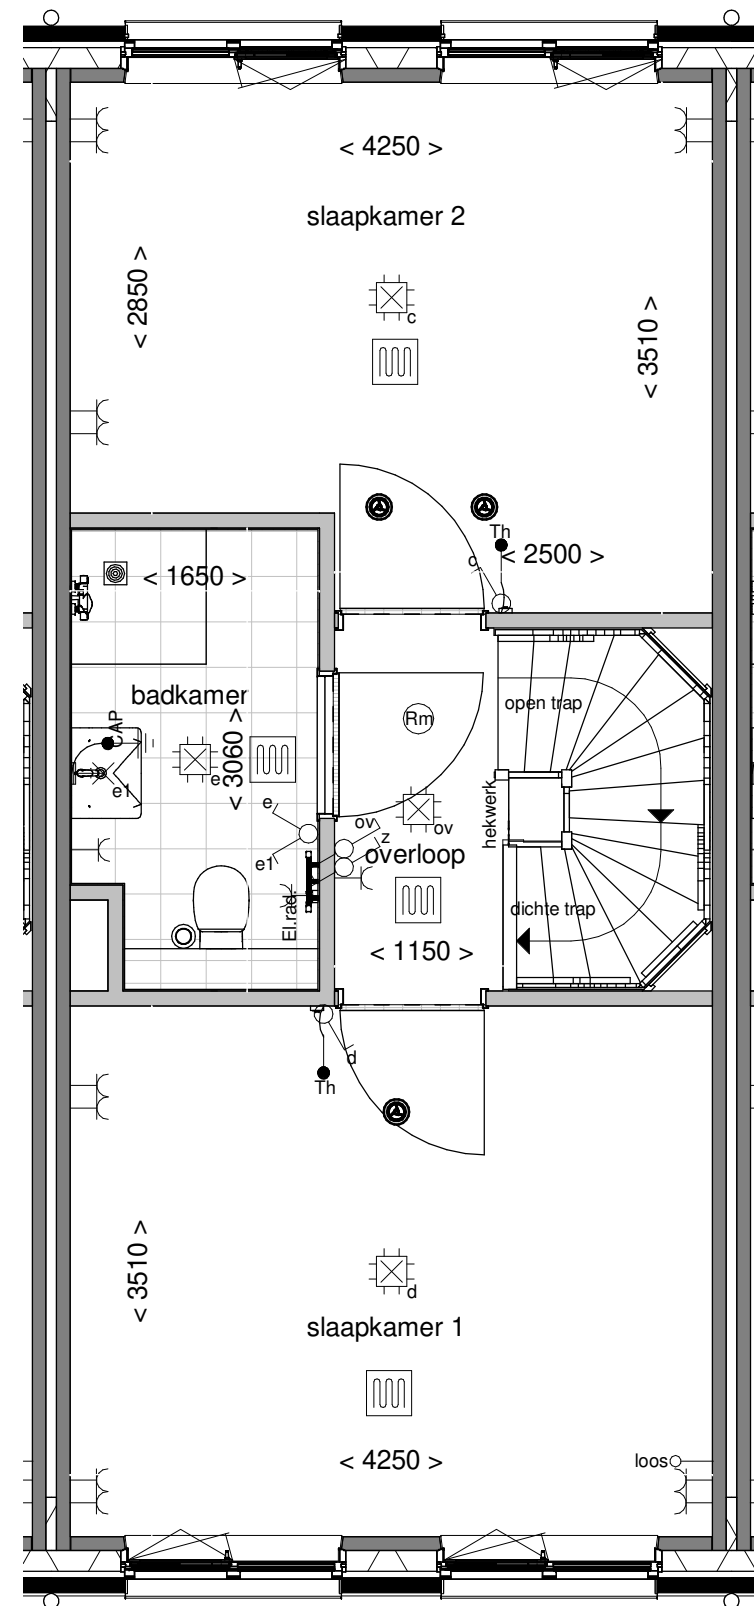 < 4250 >
slaapkamer 2
< 2850 >
< 3510 >
c
Th
c
< 2500 >
< 1650 >
badkamer
open trap
CAP
Rm
< 3060 >
e
e1
e
hekwerk
ov
ov
z
e1
overloop
El.rad.
dichte trap
< 1150 >
d
Th
< 3510 >
d
slaapkamer 1
< 4250 >
loos